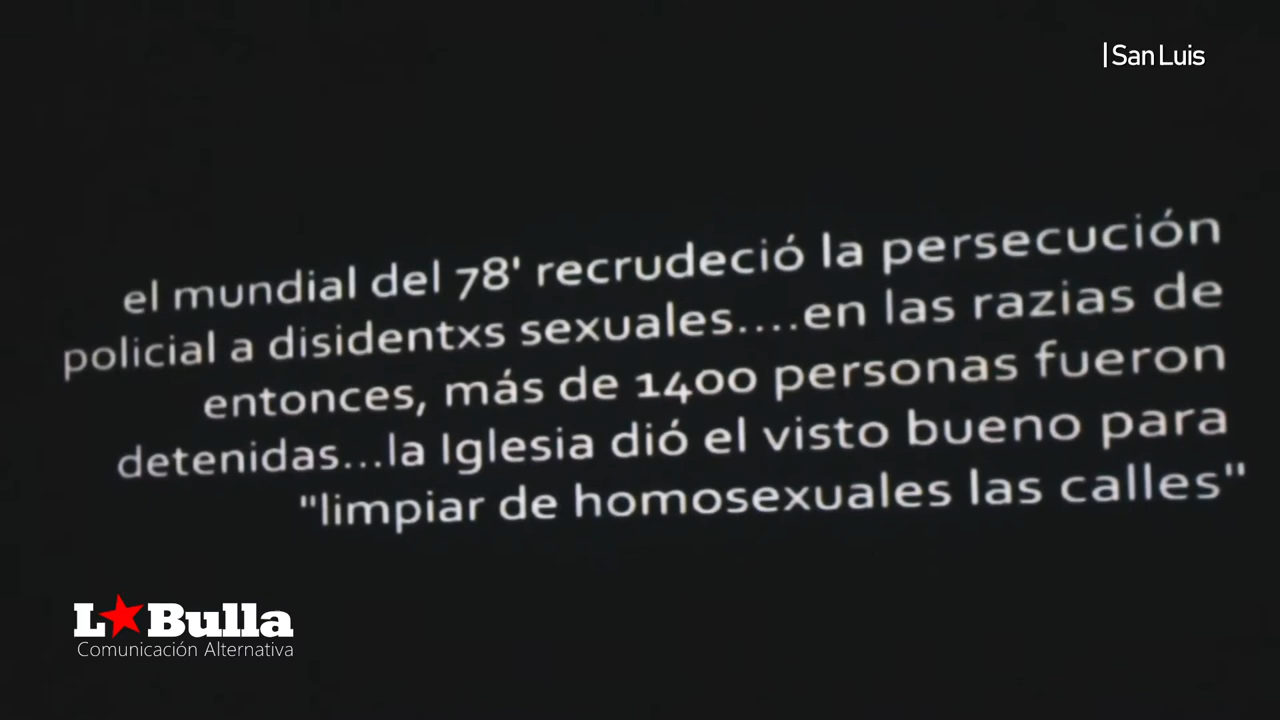 |San Luis
el mundial del 78' recrudeció la persecución
policial a disidentxs sexuales....en las razias de
entonces, más de 1400 personas fueron
detenidas...la Iglesia dió el visto bueno para
"limpiar de homosexuales las calles"
L★Bulla
Comunicación Alternativa